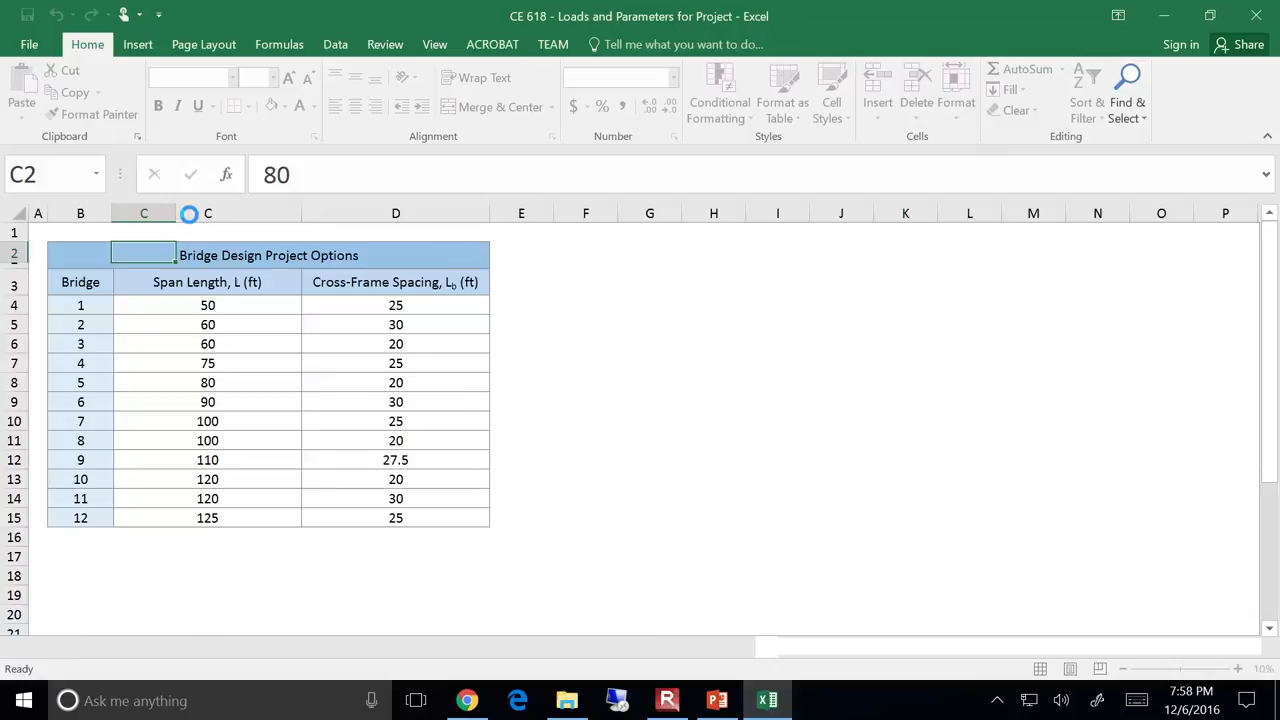 CE 618 - Loads and Parameters for Project - Excel
File Home Insert Page Layout Formulas Data Review View ACROBAT TEAM Tell me what you want to do... Sign in Share
Paste
Cut
Copy
Format Painter
Clipboard
B I U A
Font
Wrap Text
Merge & Center
Alignment
$ % ,
Number
Conditional Formatting
Format as Table
Cell Styles
Styles
Insert Delete Format
Cells
AutoSum
Fill
Clear
Sort & Filter
Find & Select
Editing
C2 fx 80
A B C C D E F G H I J K L M N O P
1
2 Bridge Design Project Options
3 Bridge Span Length, L (ft) Cross-Frame Spacing, Lb (ft)
4 1 50 25
5 2 60 30
6 3 60 20
7 4 75 25
8 5 80 20
9 6 90 30
10 7 100 25
11 8 100 20
12 9 110 27.5
13 10 120 20
14 11 120 30
15 12 125 25
16
17
18
19
20
21
Ready 10%
Ask me anything 7:58 PM
12/6/2016